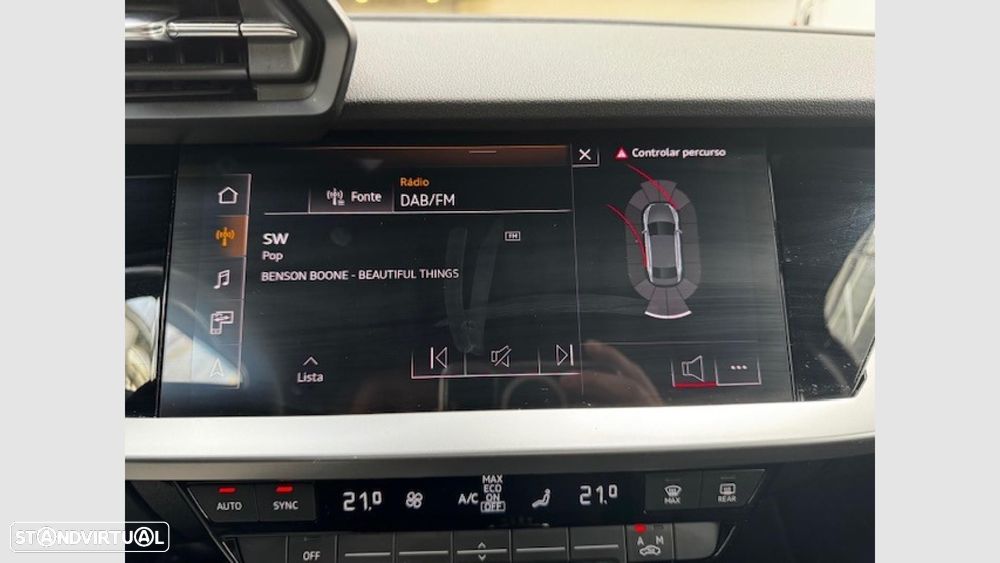 Controlar percurso
Rádio
Fonte
DAB/FM
SW
FM
Pop
BENSON BOONE - BEAUTIFUL THINGS
Lista
AUTO
SYNC
21.0
A/C
MAX
ECO
ON
OFF
21.0
MAX
REAR
OFF
A M
STANDVIRTUAL